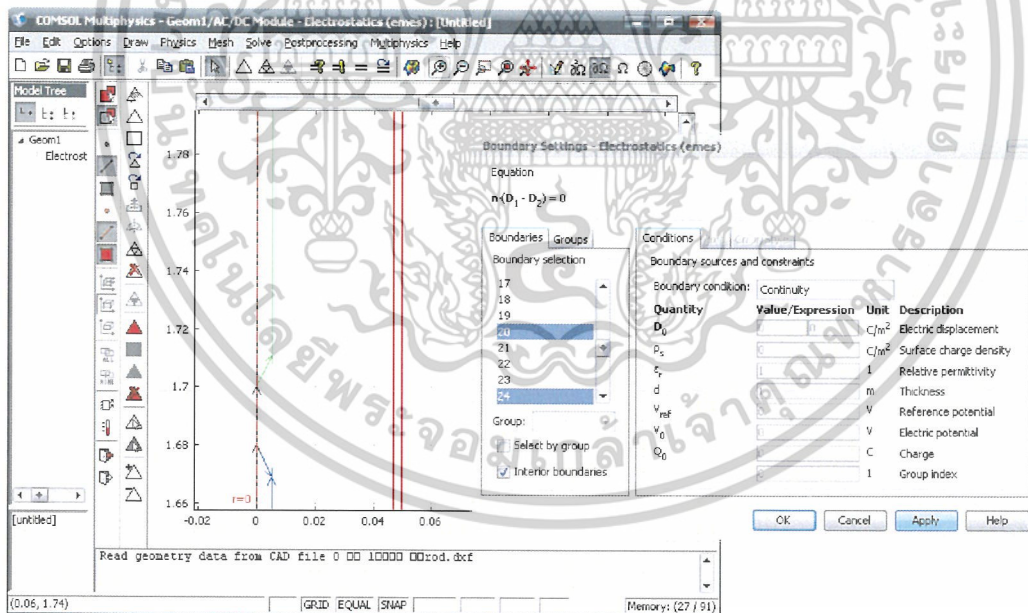 COMSOL Multiphysics - Geom1/AC/DC Module - Electrostatics (emes) : [Untitled]
File Edit Options Draw Physics Mesh Solve Postprocessing Multiphysics Help
Model Tree
Geom1
Electrost
[untitled]
1.78
1.76
1.74
1.72
1.7
1.68
1.66
r=0
-0.02 0 0.02 0.04 0.06
Boundary Settings - Electrostatics (emes)
Equation
n·(D1 - D2) = 0
Boundaries Groups
Boundary selection
17
18
19
20
21
22
23
24
Group:
Select by group
Interior boundaries
Conditions
Boundary sources and constraints
Boundary condition: Continuity
Quantity Value/Expression Unit Description
D0 0 0 C/m² Electric displacement
ρs 0 C/m² Surface charge density
εr 1 1 Relative permittivity
d m Thickness
Vref V Reference potential
V0 V Electric potential
Q0 C Charge
1 Group index
OK Cancel Apply Help
Read geometry data from CAD file 0 □□ 1□□□□ □□rod.dxf
(0.06, 1.74) GRID EQUAL SNAP Memory: (27 / 91)